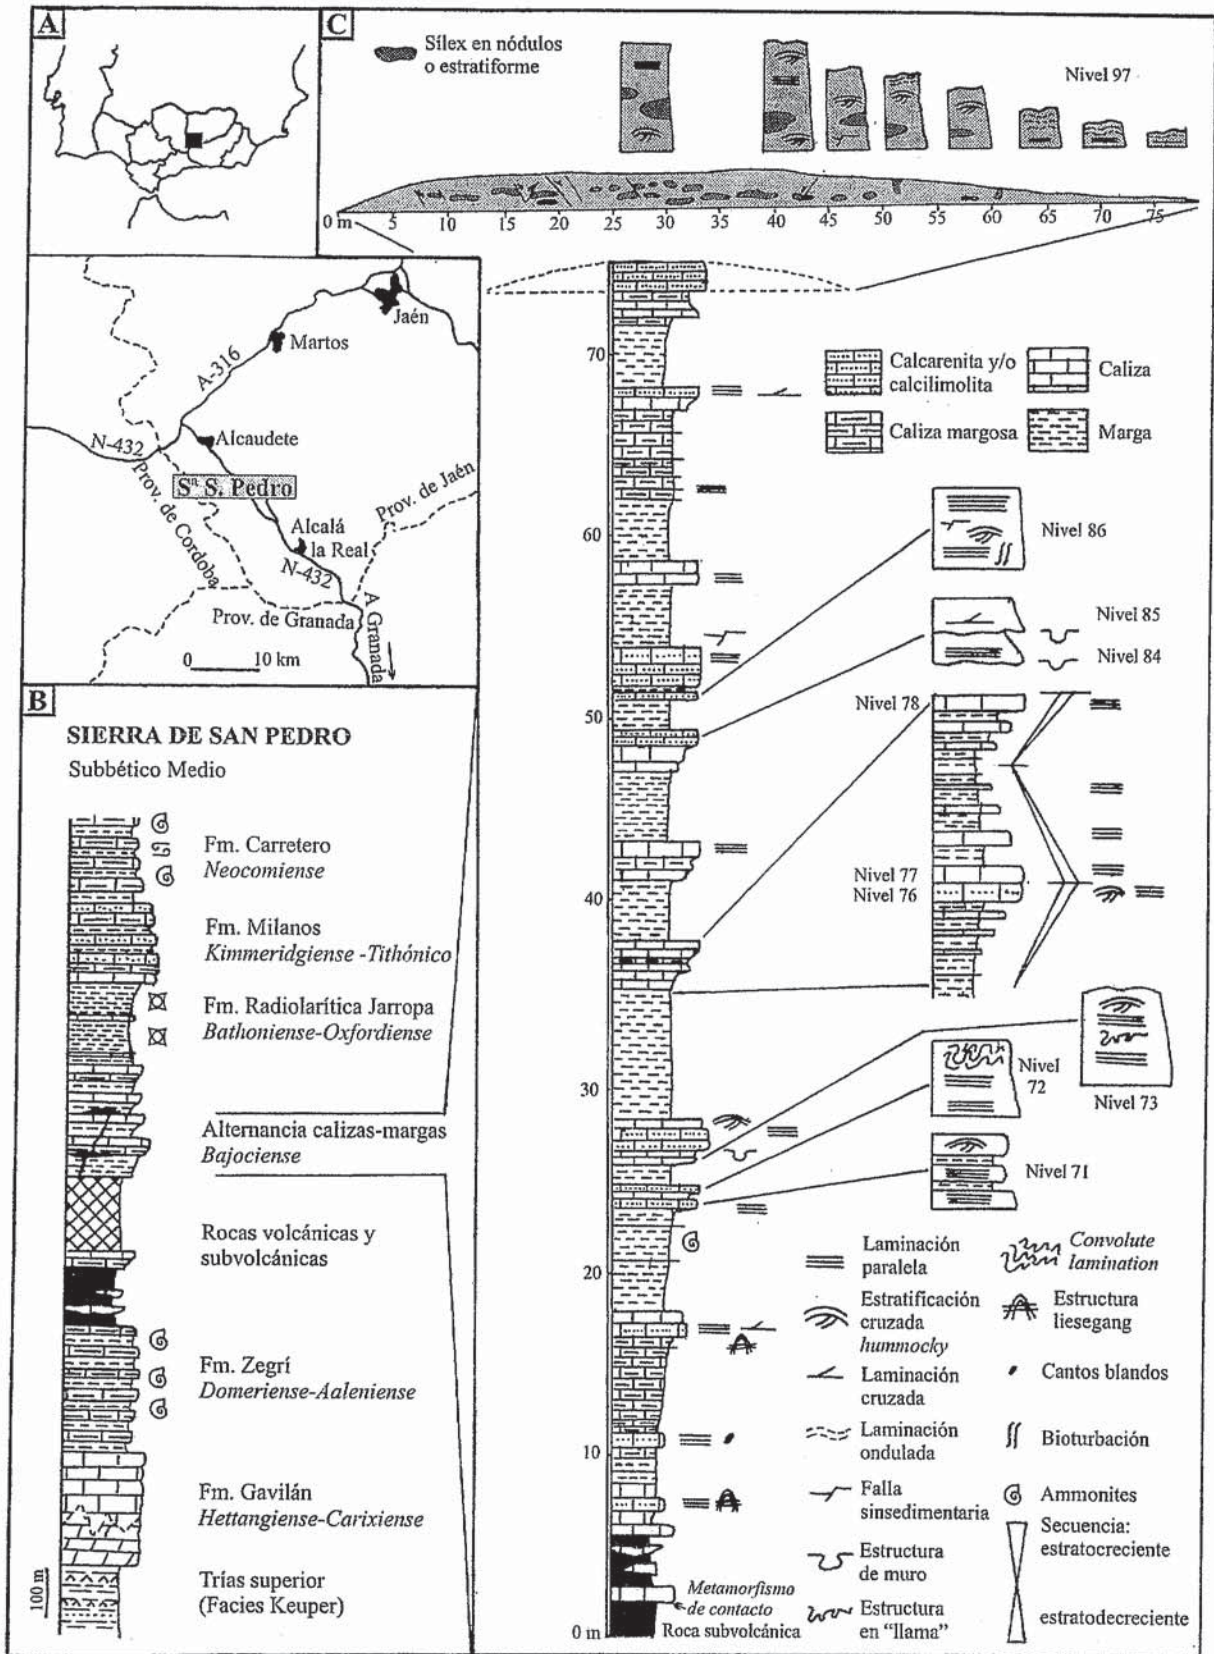 A
C
Sílex en nódulos
o estratiforme
Nivel 97
0 m 5 10 15 20 25 30 35 40 45 50 55 60 65 70 75
Jaén
Martos
A-316
Alcaudete
N-432
Sª S. Pedro
Prov. de Cordoba
Prov. de Jaén
Alcalá
la Real
N-432
Prov. de Granada
A Granada
0 10 km
B
SIERRA DE SAN PEDRO
Subbético Medio
Fm. Carretero
Neocomiense
Fm. Milanos
Kimmeridgiense -Tithónico
Fm. Radiolarítica Jarropa
Bathoniense-Oxfordiense
Alternancia calizas-margas
Bajociense
Rocas volcánicas y
subvolcánicas
Fm. Zegrí
Domeriense-Aaleniense
Fm. Gavilán
Hettangiense-Carixiense
Trías superior
(Facies Keuper)
100 m
70
60
50
40
30
20
10
0 m
Calcarenita y/o
calcilimolita
Caliza
Caliza margosa
Marga
Nivel 86
Nivel 85
Nivel 84
Nivel 78
Nivel 77
Nivel 76
Nivel
72
Nivel 73
Nivel 71
Metamorfismo
de contacto
Roca subvolcánica
Laminación
paralela
Estratificación
cruzada
hummocky
Laminación
cruzada
Laminación
ondulada
Falla
sinsedimentaria
Estructura
de muro
Estructura
en “llama”
Convolute
lamination
Estructura
liesegang
Cantos blandos
Bioturbación
Ammonites
Secuencia:
estratocreciente
estratodecreciente